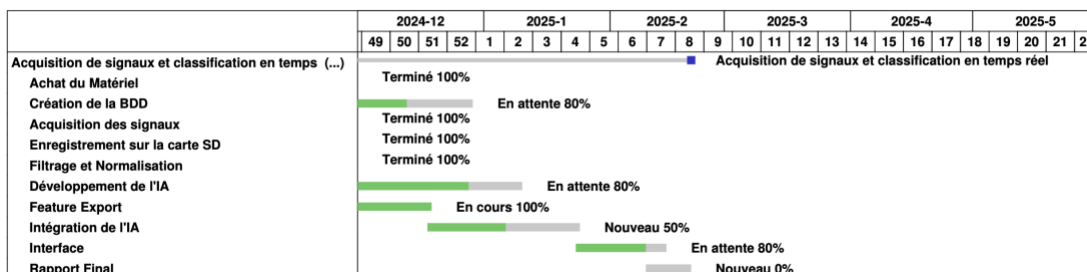 2024-12 2025-1 2025-2 2025-3 2025-4 2025-5
49 50 51 52 1 2 3 4 5 6 7 8 9 10 11 12 13 14 15 16 17 18 19 20 21 2
Acquisition de signaux et classification en temps (...) Acquisition de signaux et classification en temps réel
Achat du Matériel Terminé 100%
Création de la BDD En attente 80%
Acquisition des signaux Terminé 100%
Enregistrement sur la carte SD Terminé 100%
Filtrage et Normalisation Terminé 100%
Développement de l'IA En attente 80%
Feature Export En cours 100%
Intégration de l'IA Nouveau 50%
Interface En attente 80%
Rapport Final Nouveau 0%